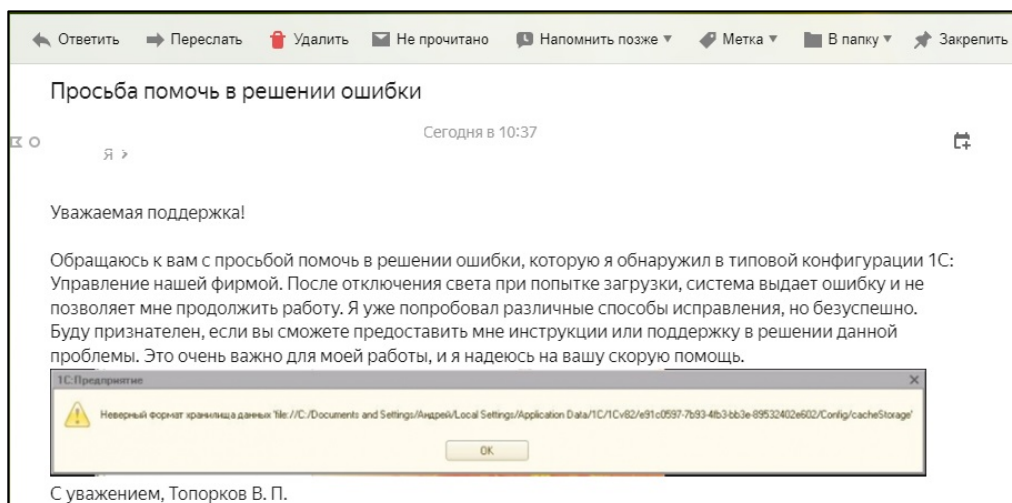 Ответить Переслать Удалить Не прочитано Напомнить позже Метка В папку Закрепить
Просьба помочь в решении ошибки
Сегодня в 10:37
Я
Уважаемая поддержка!
Обращаюсь к вам с просьбой помочь в решении ошибки, которую я обнаружил в типовой конфигурации 1С:
Управление нашей фирмой. После отключения света при попытке загрузки, система выдает ошибку и не
позволяет мне продолжить работу. Я уже попробовал различные способы исправления, но безуспешно.
Буду признателен, если вы сможете предоставить мне инструкции или поддержку в решении данной
проблемы. Это очень важно для моей работы, и я надеюсь на вашу скорую помощь.
1С:Предприятие
Неверный формат хранилища данных 'file://C:/Documents and Settings/Андрей/Local Settings/Application Data/1C/1Cv82/e91c0597-7b93-4fb3-bb3e-89532402e602/Config/cacheStorage'
OK
С уважением, Топорков В. П.